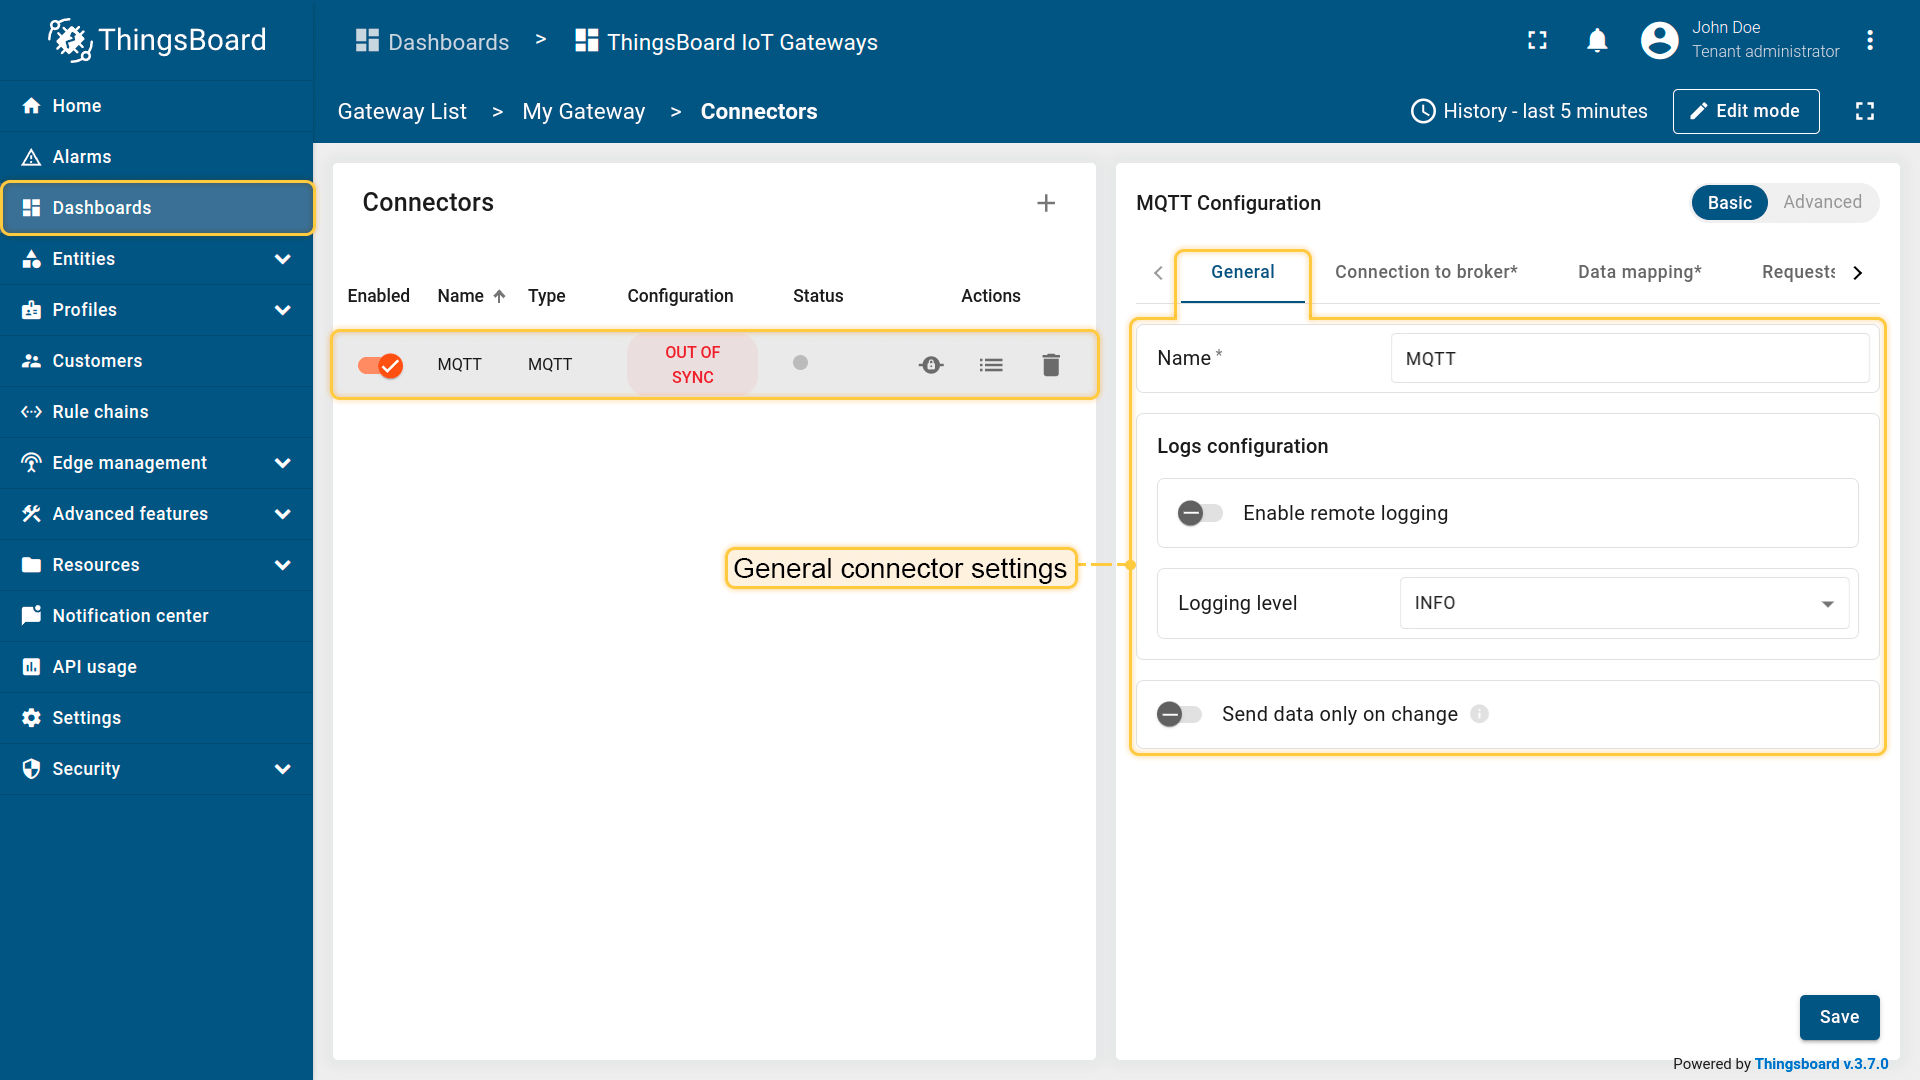 ThingsBoard
Dashboards > ThingsBoard IoT Gateways
John Doe
Tenant administrator
Gateway List > My Gateway > Connectors
History - last 5 minutes
Edit mode
Home
Alarms
Dashboards
Entities
Profiles
Customers
Rule chains
Edge management
Advanced features
Resources
Notification center
API usage
Settings
Security
Connectors
Enabled Name Type Configuration Status Actions
MQTT MQTT OUT OF
SYNC
General connector settings
MQTT Configuration
Basic Advanced
General Connection to broker* Data mapping* Requests
Name * MQTT
Logs configuration
Enable remote logging
Logging level INFO
Send data only on change
Save
Powered by Thingsboard v.3.7.0